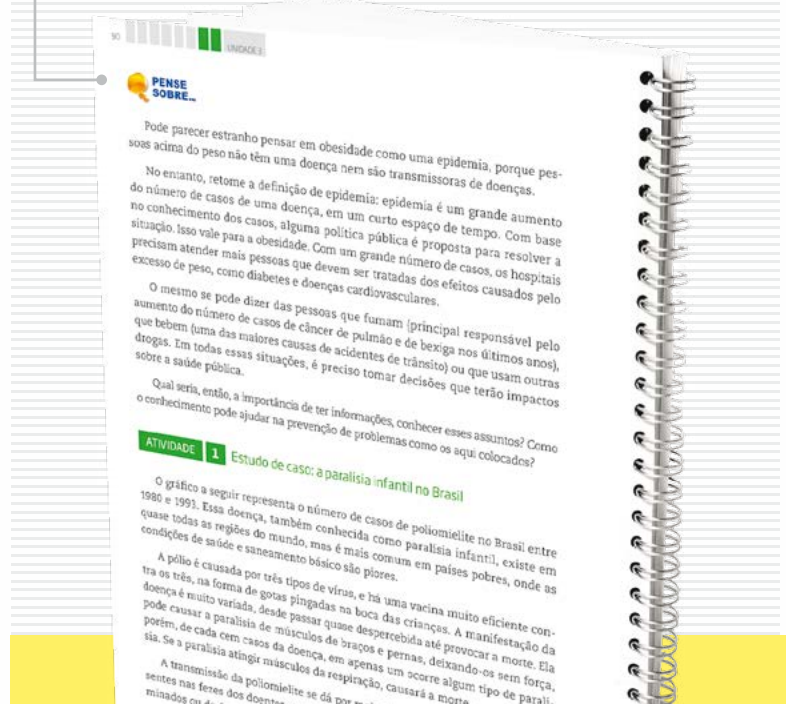 90
UNIDADE 3
PENSE
SOBRE...
Pode parecer estranho pensar em obesidade como uma epidemia, porque pes-
soas acima do peso não têm uma doença nem são transmissoras de doenças.
No entanto, retome a definição de epidemia: epidemia é um grande aumento
do número de casos de uma doença, em um curto espaço de tempo. Com base
no conhecimento dos casos, alguma política pública é proposta para resolver a
situação. Isso vale para a obesidade. Com um grande número de casos, os hospitais
precisam atender mais pessoas que devem ser tratadas dos efeitos causados pelo
excesso de peso, como diabetes e doenças cardiovasculares.
O mesmo se pode dizer das pessoas que fumam (principal responsável pelo
aumento do número de casos de câncer de pulmão e de bexiga nos últimos anos),
que bebem (uma das maiores causas de acidentes de trânsito) ou que usam outras
drogas. Em todas essas situações, é preciso tomar decisões que terão impactos
sobre a saúde pública.
Qual seria, então, a importância de ter informações, conhecer esses assuntos? Como
o conhecimento pode ajudar na prevenção de problemas como os aqui colocados?
ATIVIDADE 1 Estudo de caso: a paralisia infantil no Brasil
O gráfico a seguir representa o número de casos de poliomielite no Brasil entre
1980 e 1993. Essa doença, também conhecida como paralisia infantil, existe em
quase todas as regiões do mundo, mas é mais comum em países pobres, onde as
condições de saúde e saneamento básico são piores.
A pólio é causada por três tipos de vírus, e há uma vacina muito eficiente con-
tra os três, na forma de gotas pingadas na boca das crianças. A manifestação da
doença é muito variada, desde passar quase despercebida até provocar a morte. Ela
pode causar a paralisia de músculos de braços e pernas, deixando-os sem força,
porém, de cada cem casos da doença, em apenas um ocorre algum tipo de parali-
sia. Se a paralisia atingir músculos da respiração, causará a morte
A transmissão da poliomielite se dá por
sentes nas fezes dos doentes
minados ou